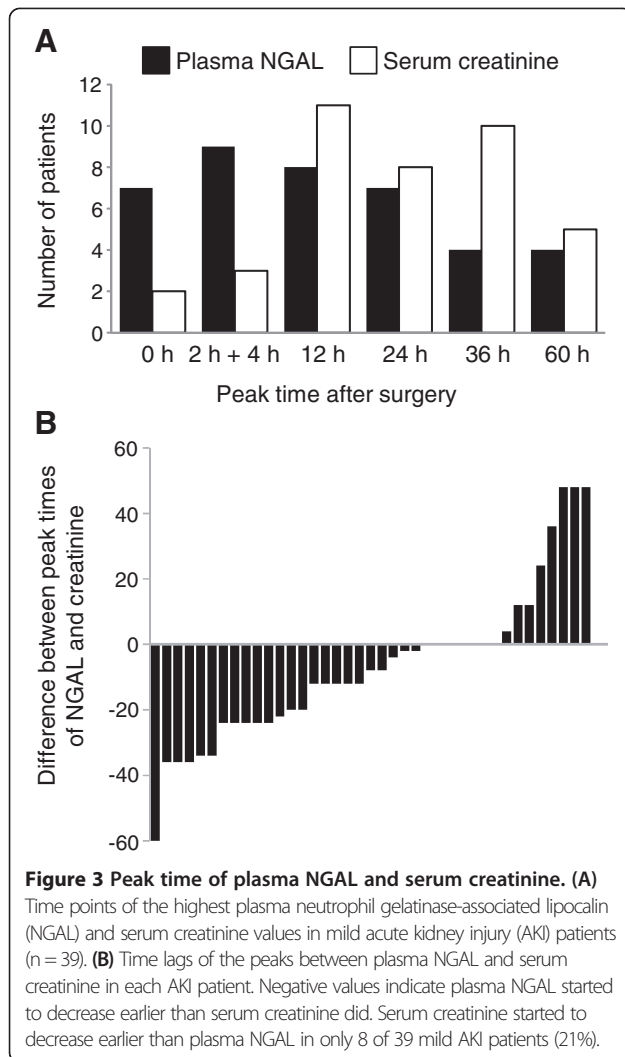 A
Plasma NGAL Serum creatinine
Number of patients
12
10
8
6
4
2
0
0 h 2 h + 4 h 12 h 24 h 36 h 60 h
Peak time after surgery
B
Difference between peak times
of NGAL and creatinine
60
40
20
0
-20
-40
-60
Figure 3 Peak time of plasma NGAL and serum creatinine. (A)
Time points of the highest plasma neutrophil gelatinase-associated lipocalin
(NGAL) and serum creatinine values in mild acute kidney injury (AKI) patients
(n = 39). (B) Time lags of the peaks between plasma NGAL and serum
creatinine in each AKI patient. Negative values indicate plasma NGAL started
to decrease earlier than serum creatinine did. Serum creatinine started to
decrease earlier than plasma NGAL in only 8 of 39 mild AKI patients (21%).